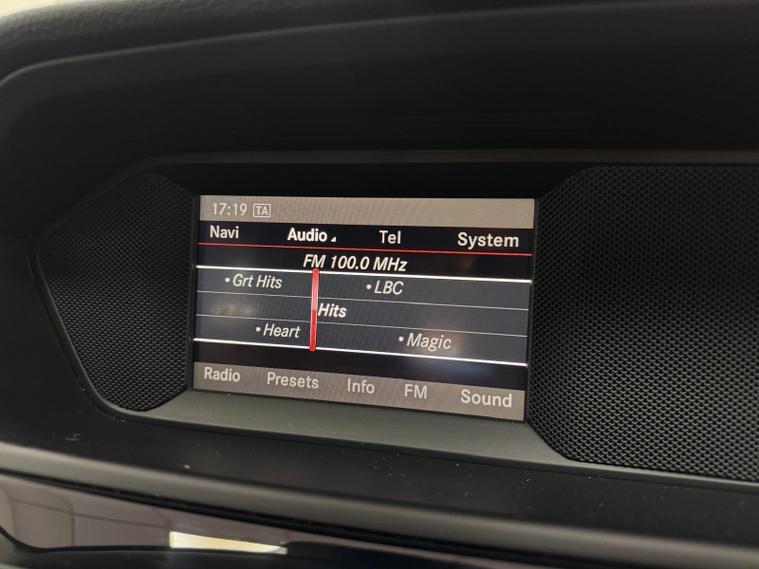 17:19 TA
Navi Audio Tel System
FM 100.0 MHz
•Grt Hits •LBC
Hits
•Heart •Magic
Radio Presets Info FM Sound